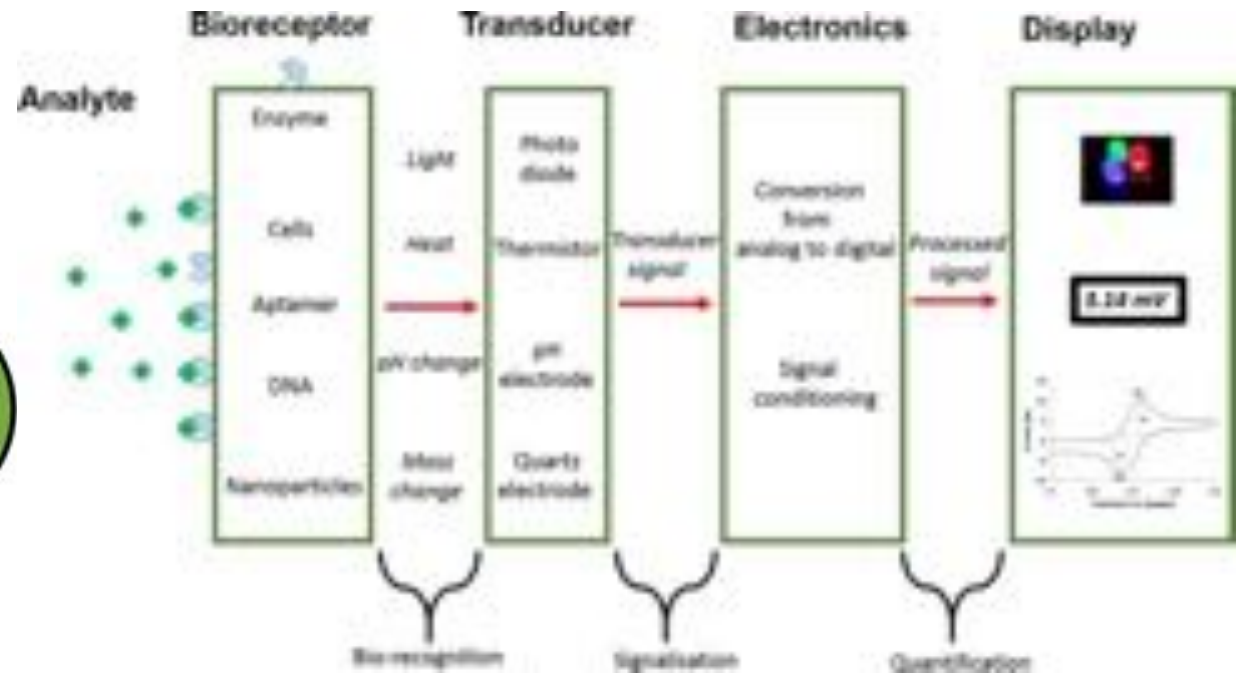 Bioreceptor
Transducer
Electronics
Display
Analyte
Enzyme
Cells
Aptamer
DNA
Nanoparticles
Light
Heat
pH change
Mass
change
Photo
diode
Thermistor
pH
electrode
Quartz
electrode
Transducer
signal
Conversion
from
analog to digital
Signal
conditioning
Processed
signal
mV
Bio-recognition
Signalisation
Quantification